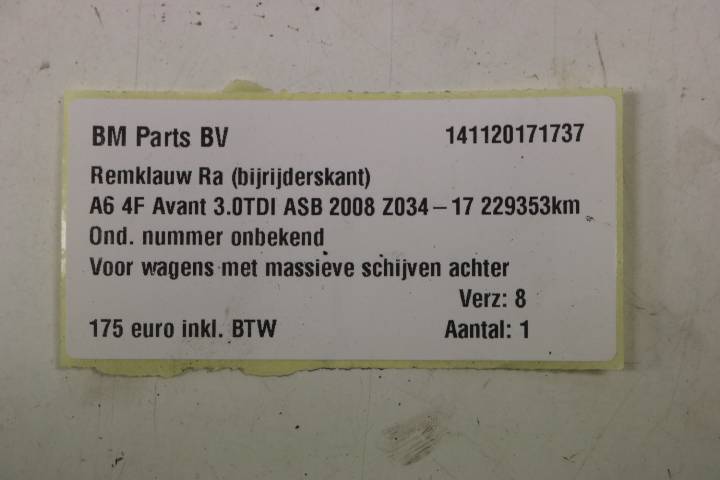 BM Parts BV 141120171737
Remklauw Ra (bijrijderskant)
A6 4F Avant 3.0TDI ASB 2008 Z034-17 229353km
Ond. nummer onbekend
Voor wagens met massieve schijven achter
Verz: 8
175 euro inkl. BTW Aantal: 1